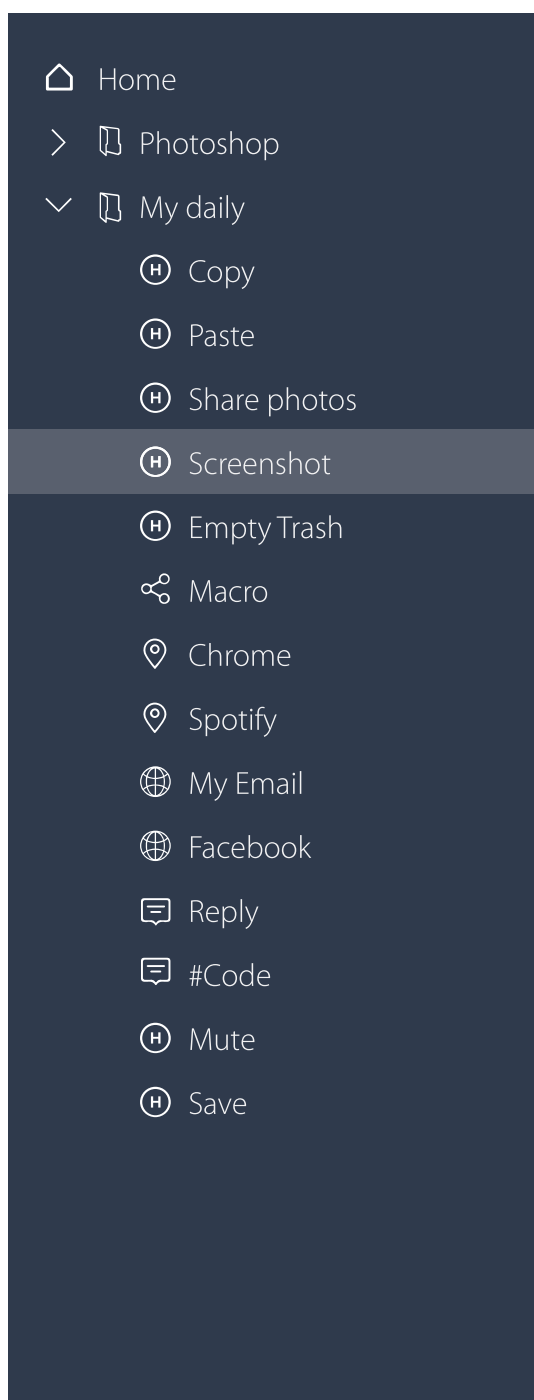 Home
Photoshop
My daily
H Copy
H Paste
H Share photos
H Screenshot
H Empty Trash
Macro
Chrome
Spotify
My Email
Facebook
Reply
#Code
H Mute
H Save